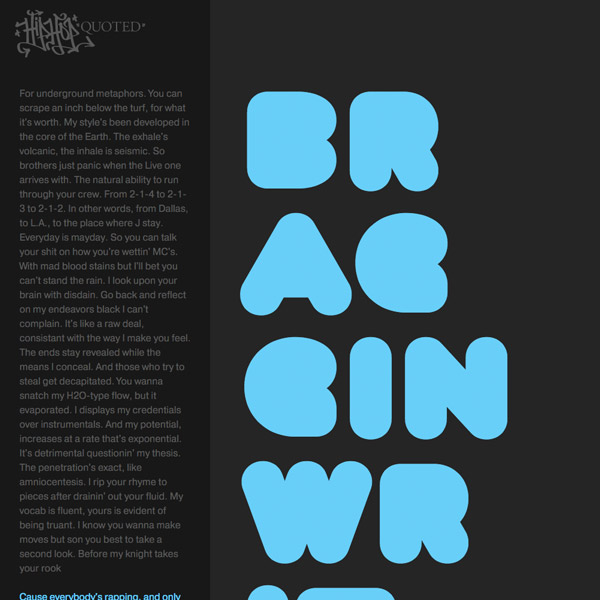 HIPHOP QUOTED
For underground metaphors. You can
scrape an inch below the turf, for what
it's worth. My style's been developed in
the core of the Earth. The exhale's
volcanic, the inhale is seismic. So
brothers just panic when the Live one
arrives with. The natural ability to run
through your crew. From 2-1-4 to 2-1-
3 to 2-1-2. In other words, from Dallas,
to L.A., to the place where J stay.
Everyday is mayday. So you can talk
your shit on how you're wettin' MC's.
With mad blood stains but I'll bet you
can't stand the rain. I look upon your
brain with disdain. Go back and reflect
on my endeavors black I can't
complain. It's like a raw deal,
consistant with the way I make you feel.
The ends stay revealed while the
means I conceal. And those who try to
steal get decapitated. You wanna
snatch my H2O-type flow, but it
evaporated. I displays my credentials
over instrumentals. And my potential,
increases at a rate that's exponential.
It's detrimental questionin' my thesis.
The penetration's exact, like
amniocentesis. I rip your rhyme to
pieces after drainin' out your fluid. My
vocab is fluent, yours is evident of
being truant. I know you wanna make
moves but son you best to take a
second look. Before my knight takes
your rook
Cause everybody's rapping, and only
BR
AG
GIN
WR